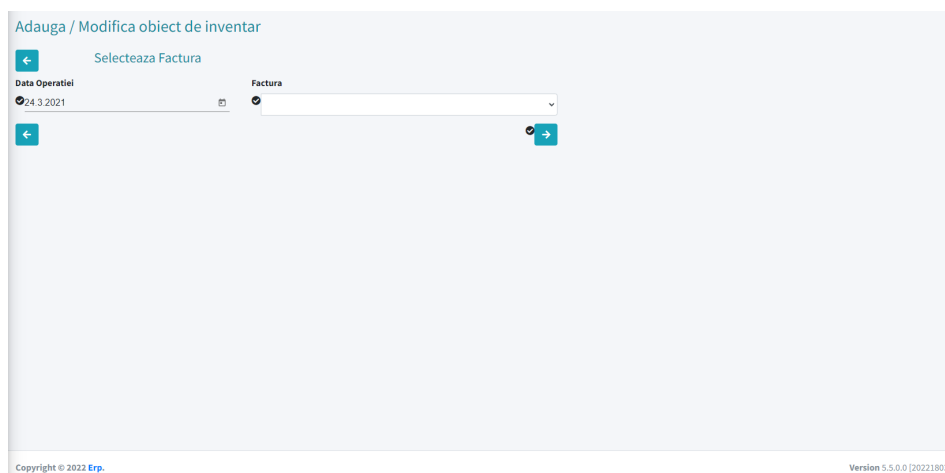 Adauga / Modifica obiect de inventar
Selecteaza Factura
Data Operatiei Factura
24.3.2021
Copyright © 2022 Erp. Version 5.5.0.0